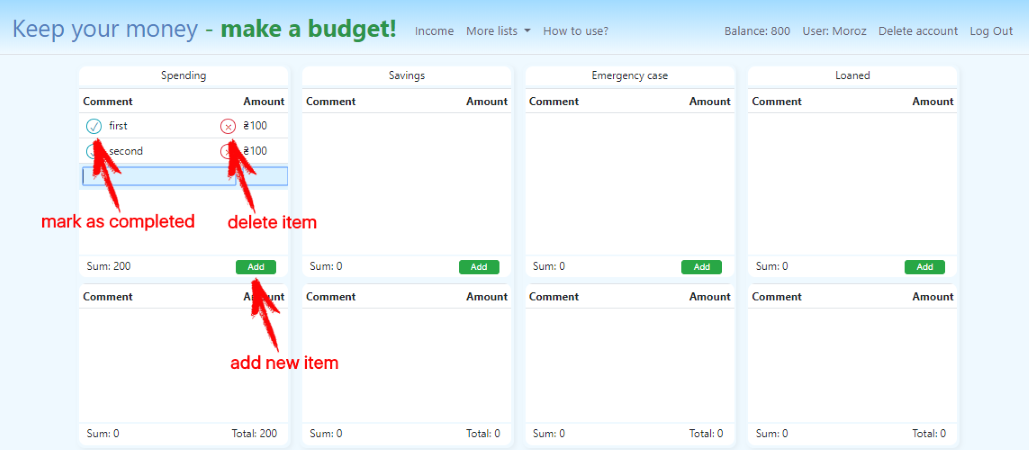 Keep your money - make a budget! Income More lists How to use? Balance: 800 User: Moroz Delete account Log Out
Spending Savings Emergency case Loaned
Comment Amount Comment Amount Comment Amount Comment Amount
first ₴100
second ₴100
mark as completed delete item
Sum: 200 Add Sum: 0 Add Sum: 0 Add Sum: 0 Add
Comment Amount Comment Amount Comment Amount Comment Amount
add new item
Sum: 0 Total: 200 Sum: 0 Total: 0 Sum: 0 Total: 0 Sum: 0 Total: 0